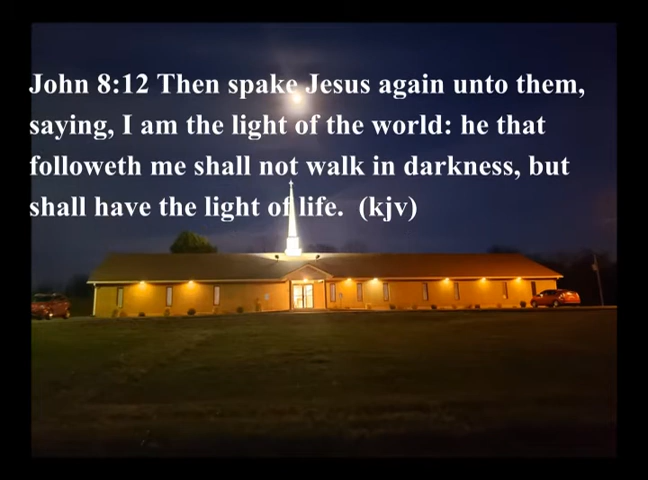 John 8:12 Then spake Jesus again unto them,
saying, I am the light of the world: he that
followeth me shall not walk in darkness, but
shall have the light of life.  (kjv)